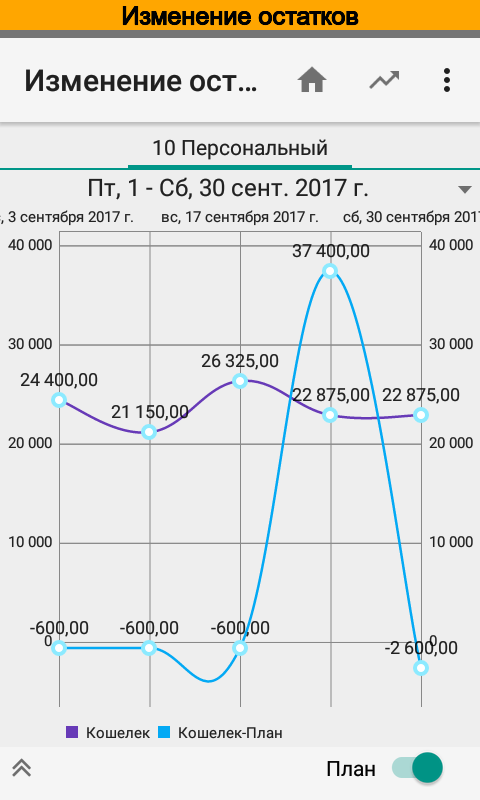 Изменение остатков
Изменение ост...
10 Персональный
Пт, 1 - Сб, 30 сент. 2017 г.
, 3 сентября 2017 г. вс, 17 сентября 2017 г. сб, 30 сентября 201
40 000 37 400,00 40 000
30 000 26 325,00 30 000
24 400,00 21 150,00 22 875,00 22 875,00
20 000 20 000
10 000 10 000
-600,00 -600,00 -600,00
0 0
-2 600,00
Кошелек Кошелек-План
План